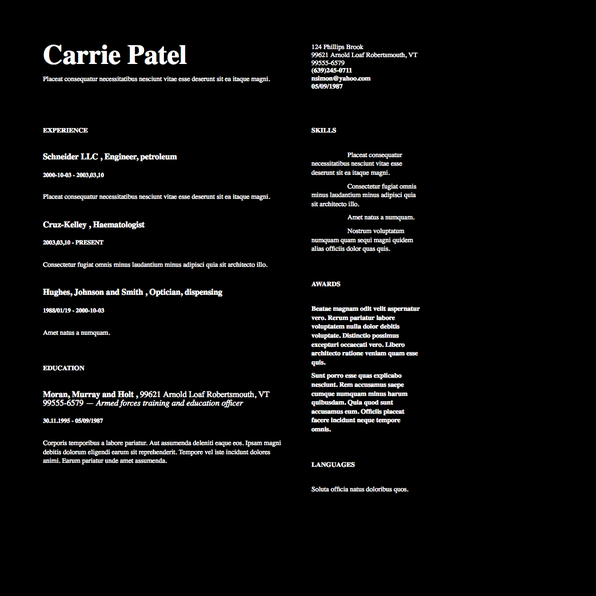 Carrie Patel
Placeat consequatur necessitatibus nesciunt vitae esse deserunt sit ea itaque magni.
124 Phillips Brook
99621 Arnold Loaf Robertsmouth, VT
99555-6579
(639)245-0711
nsimon@yahoo.com
05/09/1987
EXPERIENCE
Schneider LLC , Engineer, petroleum
2000-10-03 - 2003,03,10
Placeat consequatur necessitatibus nesciunt vitae esse deserunt sit ea itaque magni.
Cruz-Kelley , Haematologist
2003,03,10 - PRESENT
Consectetur fugiat omnis minus laudantium minus adipisci quia sit architecto illo.
Hughes, Johnson and Smith , Optician, dispensing
1988/01/19 - 2000-10-03
Amet natus a numquam.
EDUCATION
Moran, Murray and Holt , 99621 Arnold Loaf Robertsmouth, VT
99555-6579 — Armed forces training and education officer
30.11.1995 - 05/09/1987
Corporis temporibus a labore pariatur. Aut assumenda deleniti eaque eos. Ipsam magni
debitis dolorum eligendi earum sit reprehenderit. Tempore vel iste incidunt dolores
animi. Earum pariatur unde amet assumenda.
SKILLS
Placeat consequatur
necessitatibus nesciunt vitae esse
deserunt sit ea itaque magni.
Consectetur fugiat omnis
minus laudantium minus adipisci quia
sit architecto illo.
Amet natus a numquam.
Nostrum voluptatum
numquam quam sequi magni quidem
alias officiis dolor quas quis.
AWARDS
Beatae magnam odit velit aspernatur
vero. Rerum pariatur labore
voluptatem nulla dolor debitis
voluptate. Distinctio possimus
excepturi occaecati vero. Libero
architecto ratione veniam quam esse
quis.
Sunt porro esse quas explicabo
nesciunt. Rem accusamus saepe
cumque numquam minus harum
quibusdam. Quia quod sunt
accusamus eum. Officiis placeat
facere incidunt neque tempore
omnis.
LANGUAGES
Soluta officia natus doloribus quos.